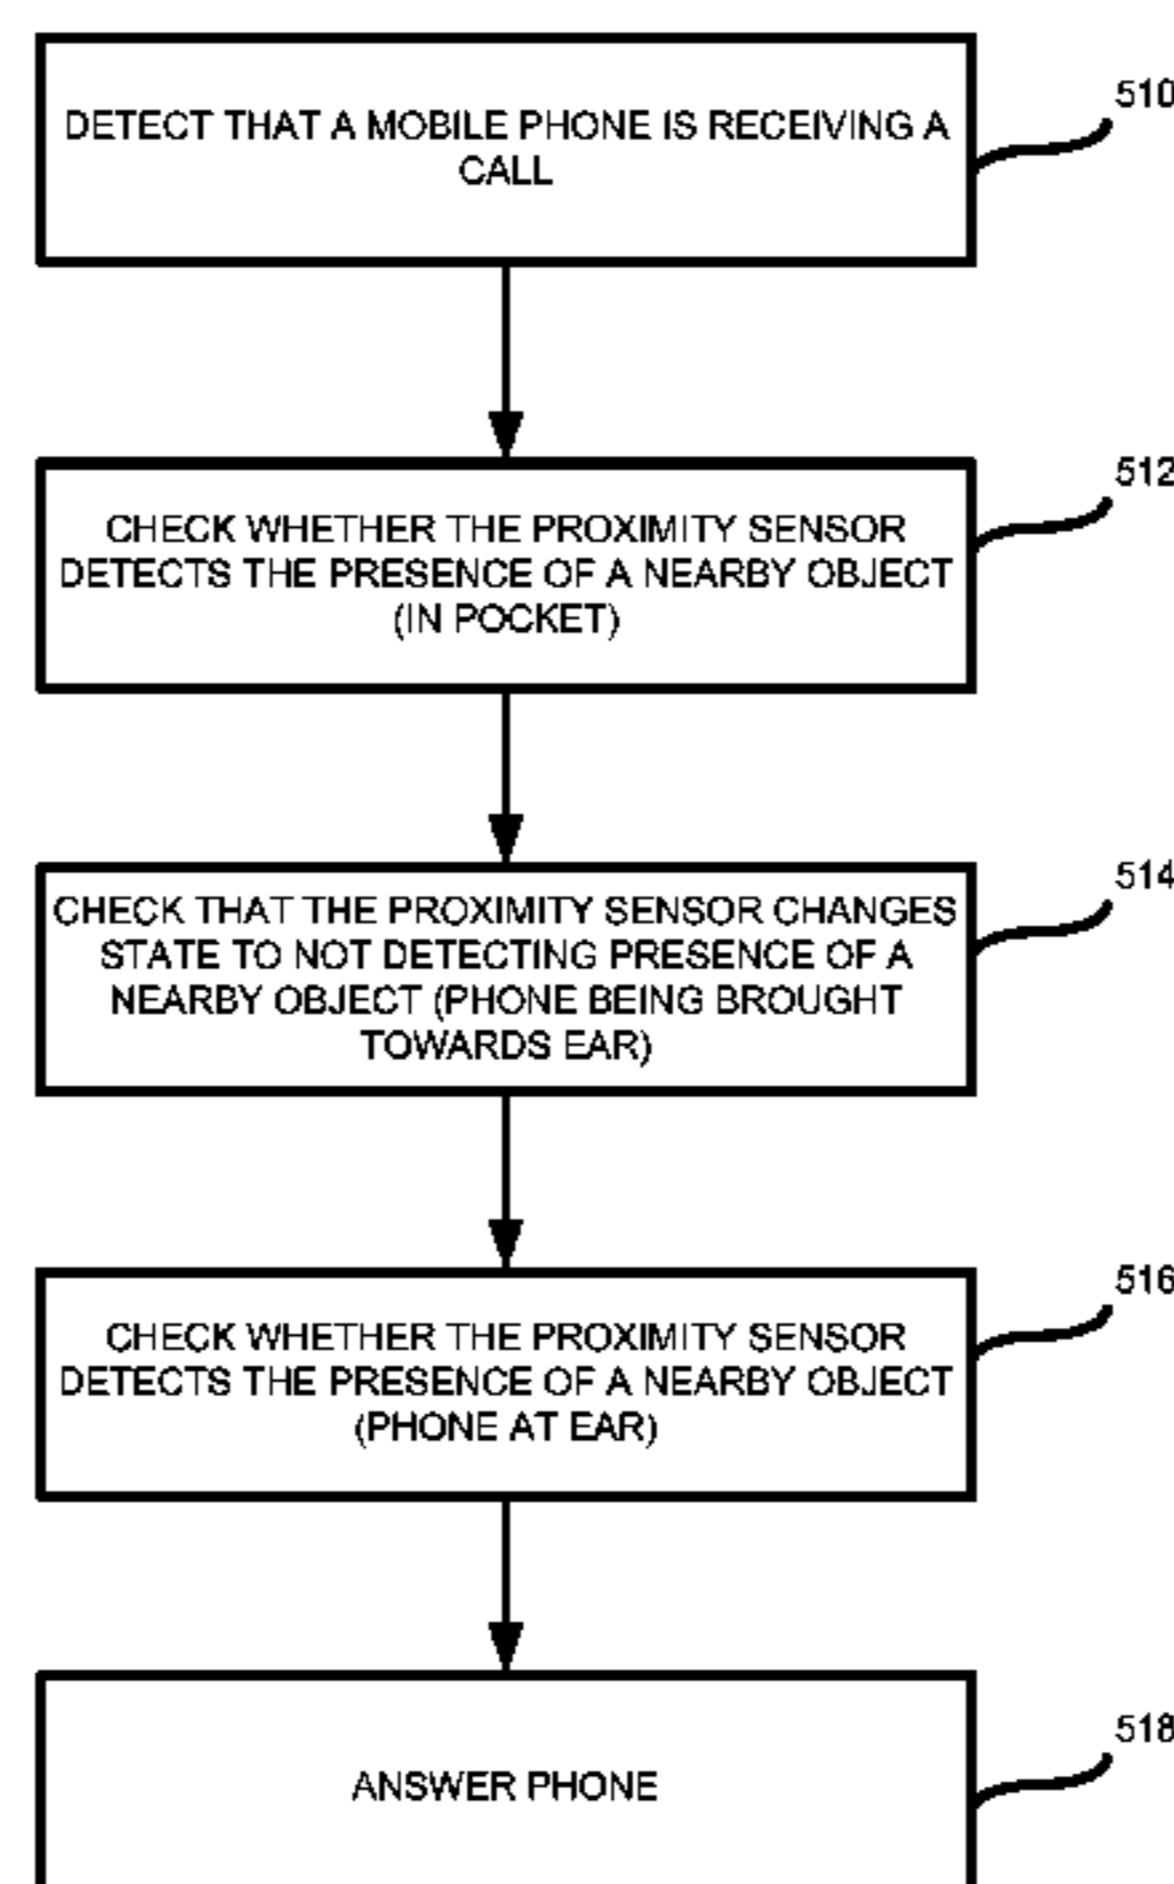 510
DETECT THAT A MOBILE PHONE IS RECEIVING A
CALL
512
CHECK WHETHER THE PROXIMITY SENSOR
DETECTS THE PRESENCE OF A NEARBY OBJECT
(IN POCKET)
514
CHECK THAT THE PROXIMITY SENSOR CHANGES
STATE TO NOT DETECTING PRESENCE OF A
NEARBY OBJECT (PHONE BEING BROUGHT
TOWARDS EAR)
516
CHECK WHETHER THE PROXIMITY SENSOR
DETECTS THE PRESENCE OF A NEARBY OBJECT
(PHONE AT EAR)
518
ANSWER PHONE